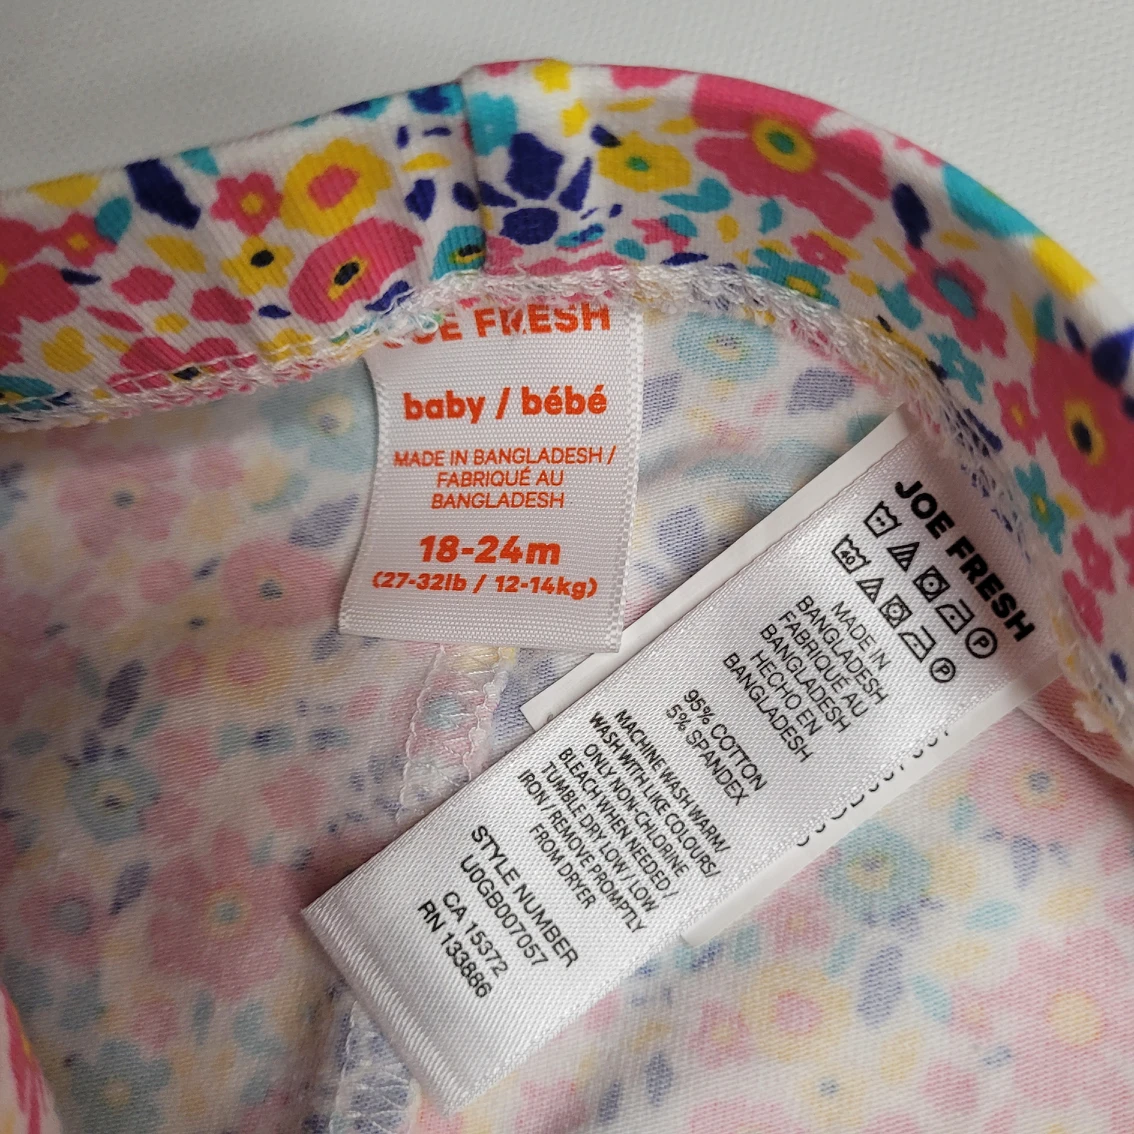 JOE FRESH
baby / bébé
MADE IN BANGLADESH /
FABRIQUÉ AU
BANGLADESH
18-24m
(27-32lb / 12-14kg)
JOE FRESH
40
P
P
MADE IN
BANGLADESH
FABRIQUÉ AU
BANGLADESH
HECHO EN
BANGLADESH
95% COTTON
5% SPANDEX
MACHINE WASH WARM/
WASH WITH LIKE COLOURS/
ONLY NON-CHLORINE
BLEACH WHEN NEEDED /
TUMBLE DRY LOW / LOW
IRON / REMOVE PROMPTLY
FROM DRYER
STYLE NUMBER
U0GB007057
CA 15372
RN 133886